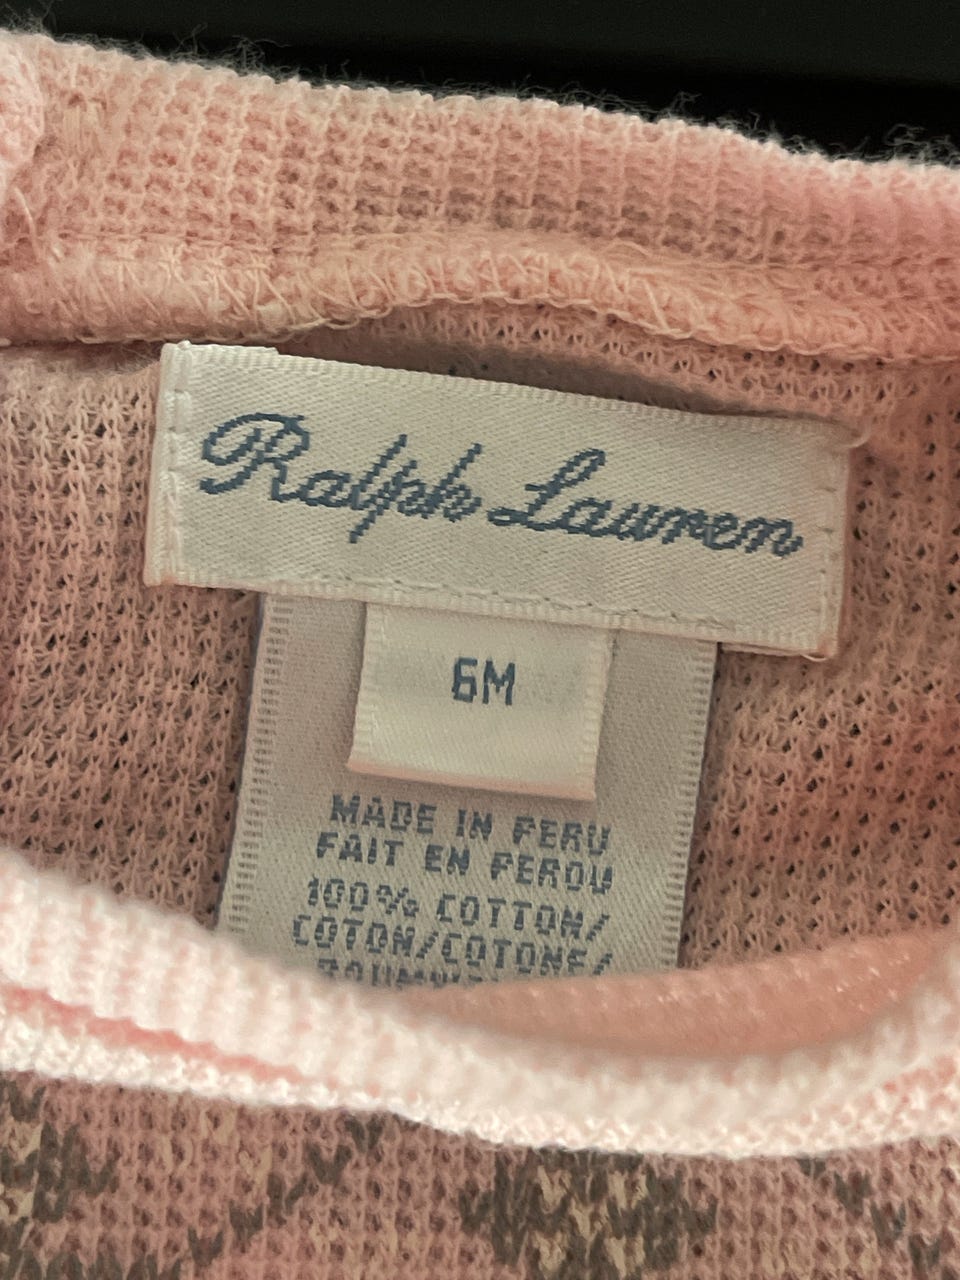 Ralph Lauren
6M
MADE IN PERU
FAIT EN PEROU
100% COTTON/
COTON/COTONE/